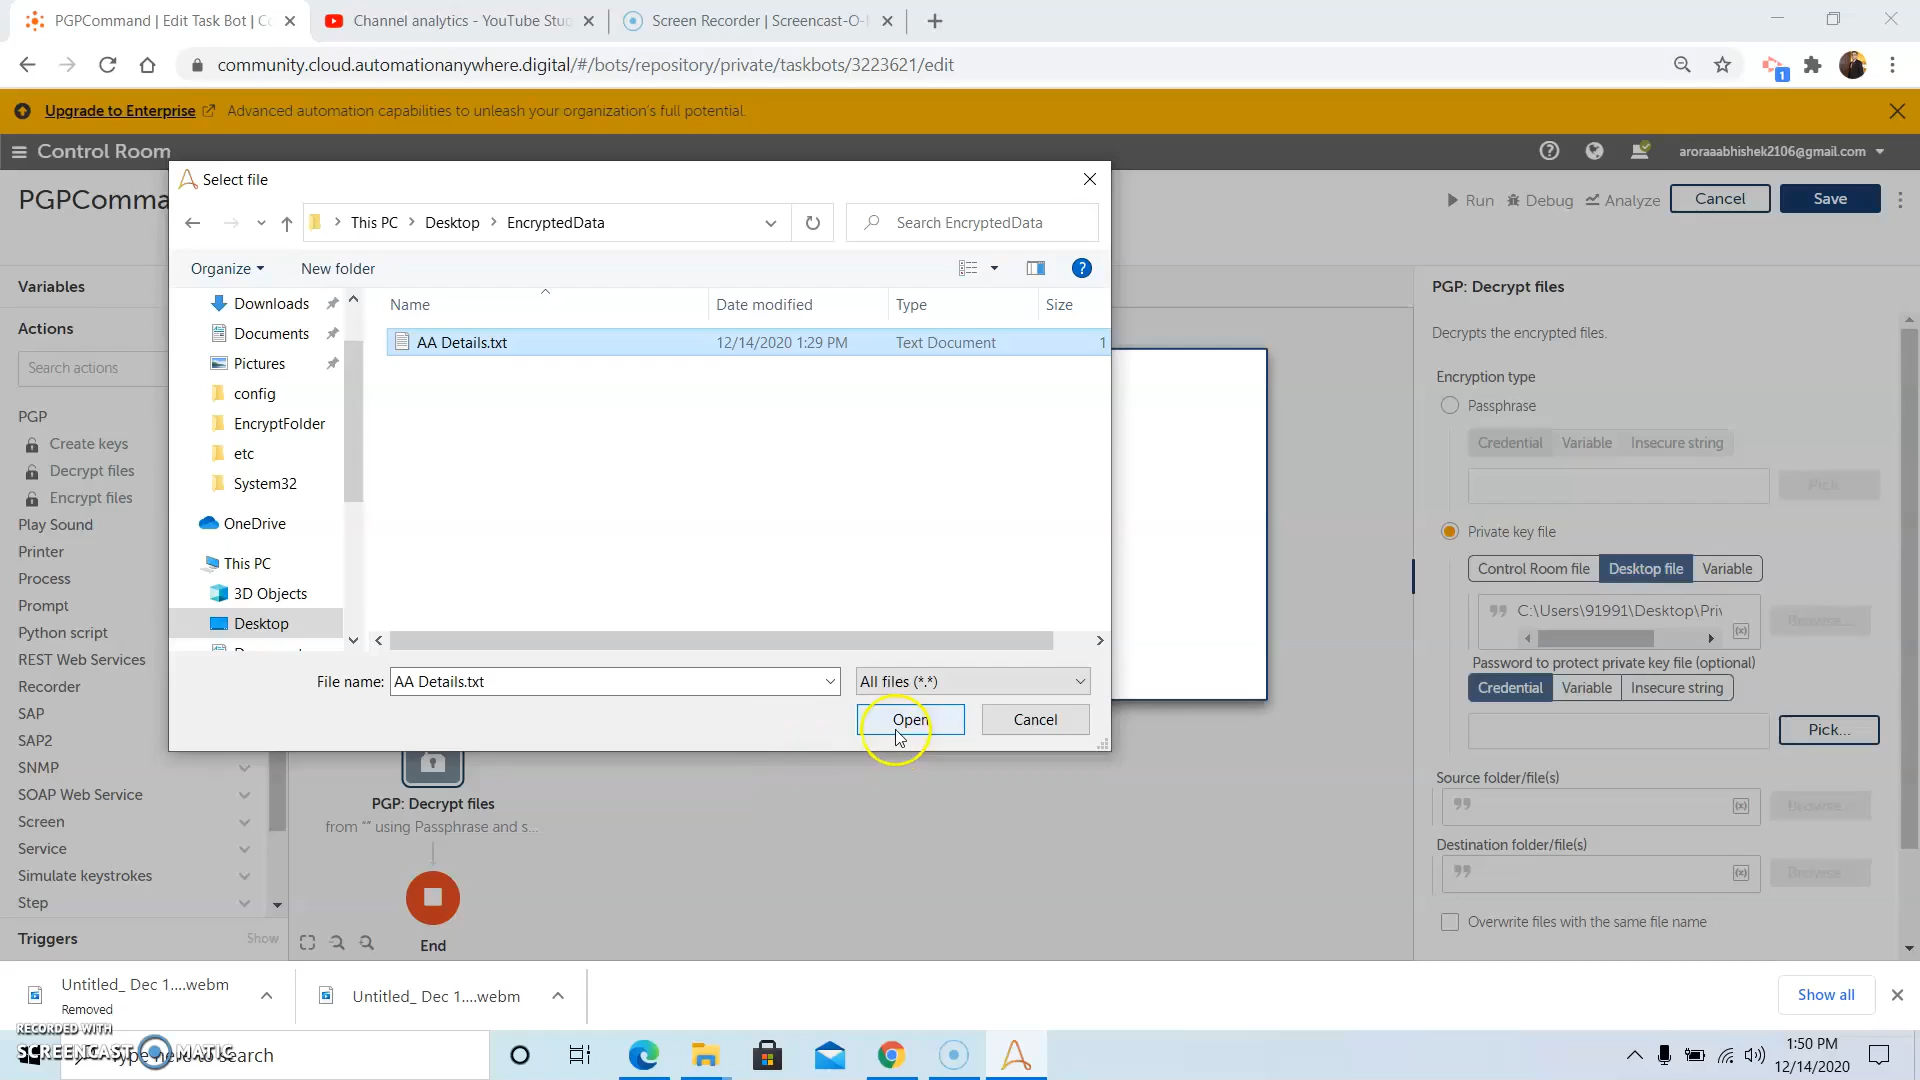 PGPCommand | Edit Task Bot | Co
Channel analytics - YouTube Stu
Screen Recorder | Screencast-O-
community.cloud.automationanywhere.digital/#/bots/repository/private/taskbots/3223621/edit
1
Upgrade to Enterprise
Advanced automation capabilities to unleash your organization's full potential.
Control Room
aroraaabhishek2106@gmail.com
PGPComma
Run
Debug
Analyze
Cancel
Save
Select file
This PC > Desktop > EncryptedData
Search EncryptedData
Organize
New folder
Name
Date modified
Type
Size
AA Details.txt
12/14/2020 1:29 PM
Text Document
1
Downloads
Documents
Pictures
config
EncryptFolder
etc
System32
OneDrive
This PC
3D Objects
Desktop
File name:
AA Details.txt
All files (*.*)
Open
Cancel
Variables
Actions
Search actions
PGP
Create keys
Decrypt files
Encrypt files
Play Sound
Printer
Process
Prompt
Python script
REST Web Services
Recorder
SAP
SAP2
SNMP
SOAP Web Service
Screen
Service
Simulate keystrokes
Step
Triggers
Show
PGP: Decrypt files
from "" using Passphrase and s...
End
PGP: Decrypt files
Decrypts the encrypted files.
Encryption type
Passphrase
Credential
Variable
Insecure string
Pick...
Private key file
Control Room file
Desktop file
Variable
C:\Users\91991\Desktop\Pri
Browse...
Password to protect private key file (optional)
Credential
Variable
Insecure string
Pick...
Source folder/file(s)
Browse...
Destination folder/file(s)
Browse...
Overwrite files with the same file name
Untitled_ Dec 1....webm
Removed
Untitled_ Dec 1....webm
Show all
RECORDED WITH
SCREENCAST MATIC
Type here to search
1:50 PM
12/14/2020